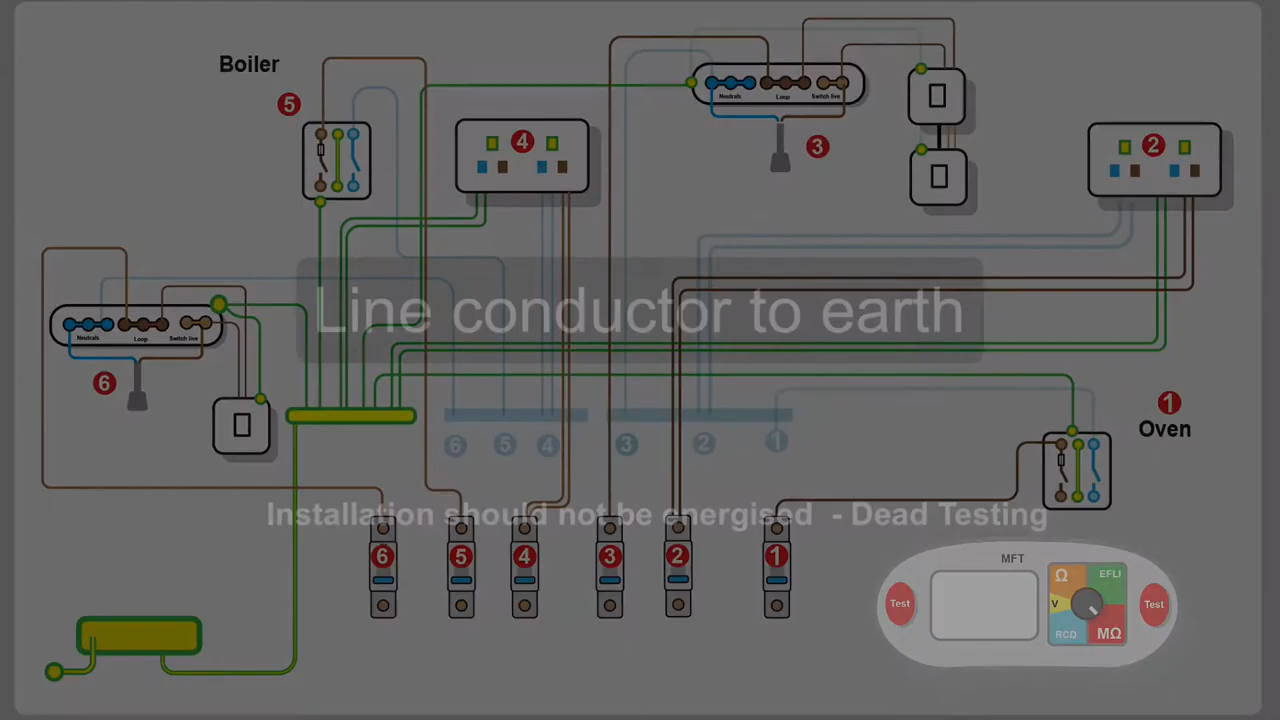 Boiler
5
Neutrals Loop Switch live
3
4
2
Line conductor to earth
Neutrals Loop Switch live
6
1
Oven
6 5 4 3 2 1
Installation should not be energised - Dead Testing
6 5 4 3 2 1
MFT
Test
Ω EFLI
V
RCD MΩ
Test